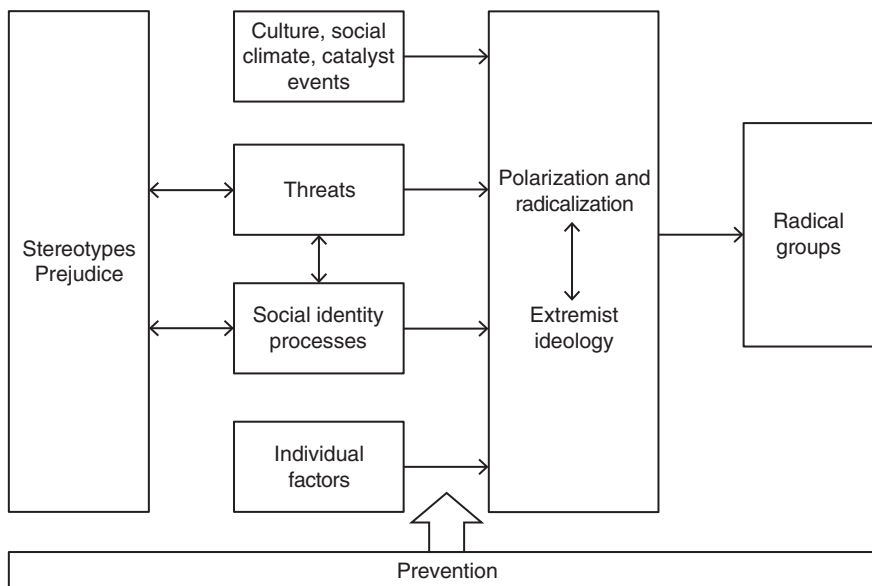 Culture, social
climate, catalyst
events
Threats
Stereotypes
Prejudice
Social identity
processes
Individual
factors
Polarization and
radicalization
Extremist
ideology
Radical
groups
Prevention